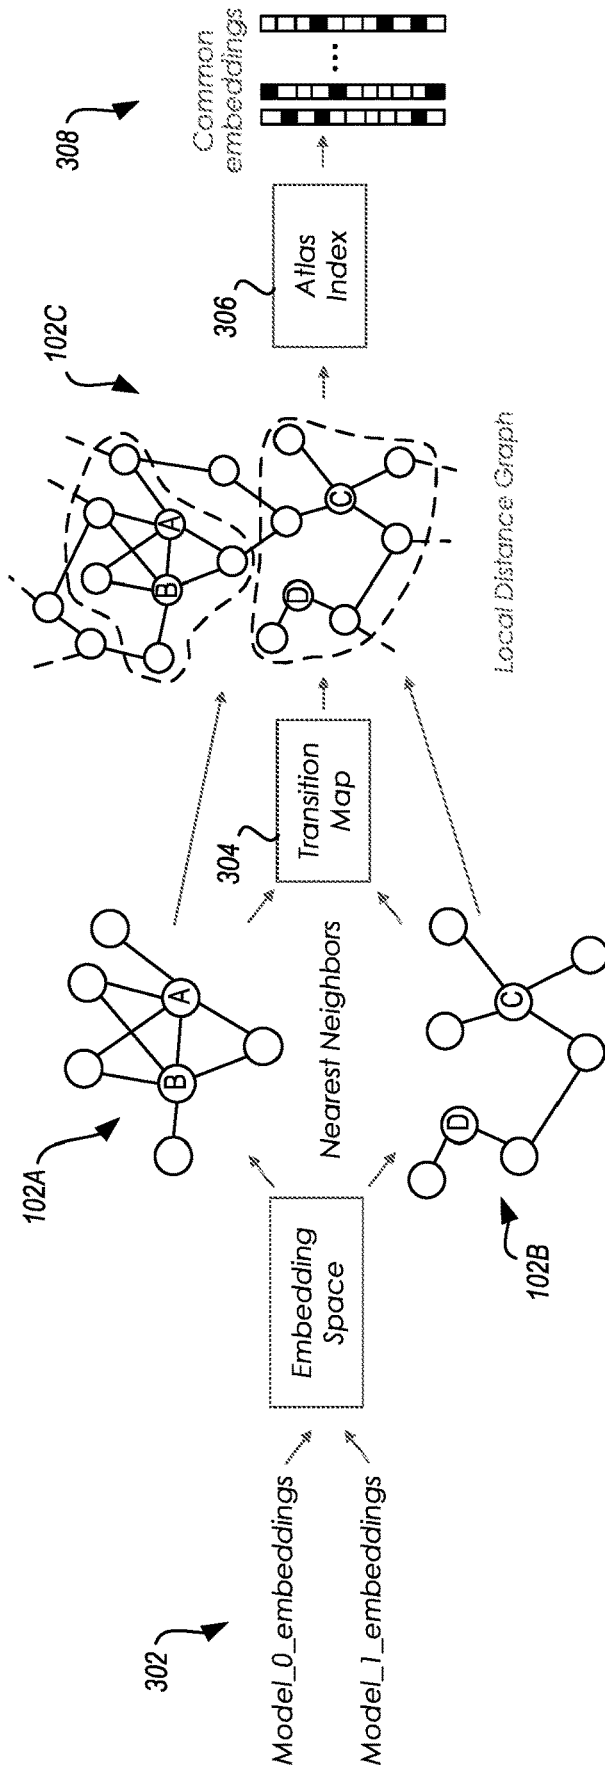 302
Model_0_embeddings
Model_1_embeddings
Embedding
Space
102A
B
A
Nearest Neighbors
D
C
102B
304
Transition
Map
102C
B
A
D
C
Local Distance Graph
306
Atlas
Index
308
Common
embeddings
...